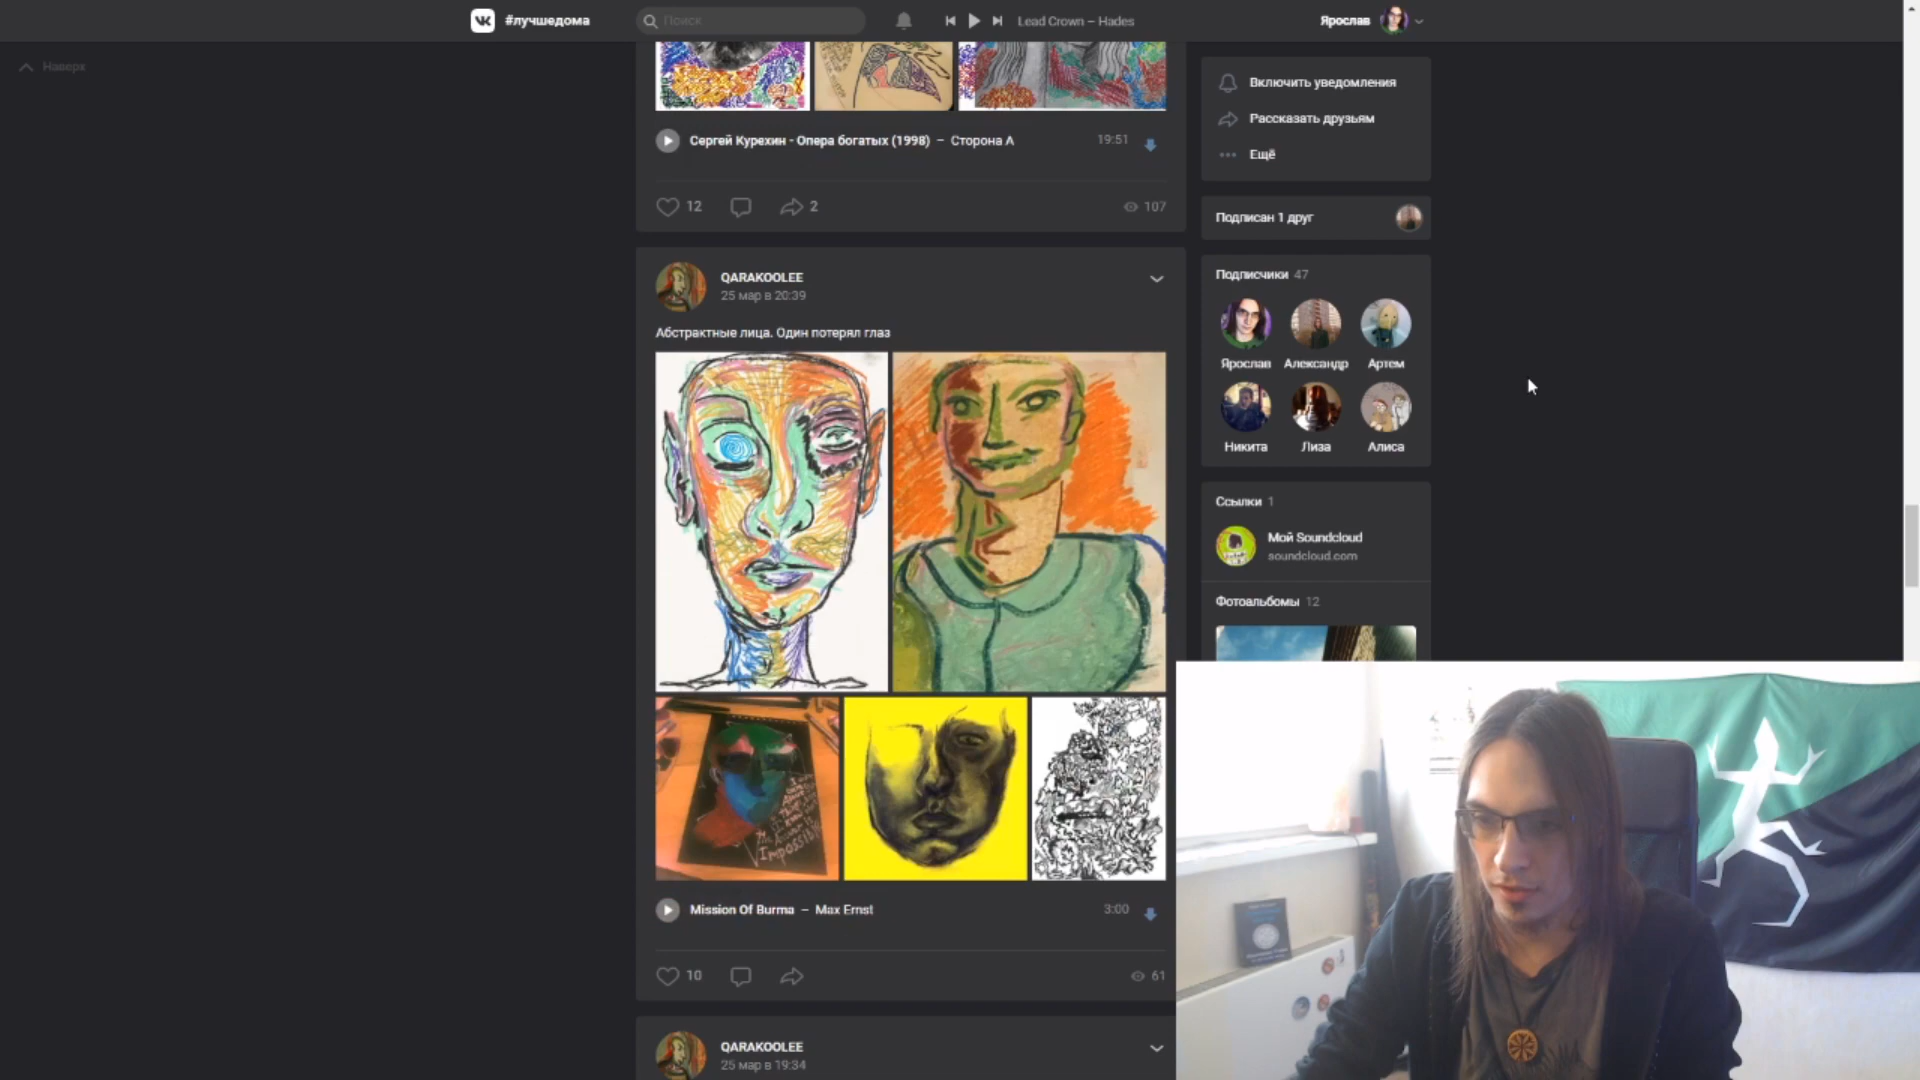 #лучшедома
Поиск
Lead Crown – Hades
Ярослав
Наверх
Сергей Курехин - Опера богатых (1998) – Сторона А
19:51
12
2
107
QARAKOOLEE
25 мар в 20:39
Абстрактные лица. Один потерял глаз
Impossible
Mission Of Burma – Max Ernst
3:00
10
61
QARAKOOLEE
25 мар в 19:34
Включить уведомления
Рассказать друзьям
Ещё
Подписан 1 друг
Подписчики 47
Ярослав
Александр
Артем
Никита
Лиза
Алиса
Ссылки 1
Мой Soundcloud
soundcloud.com
Фотоальбомы 12